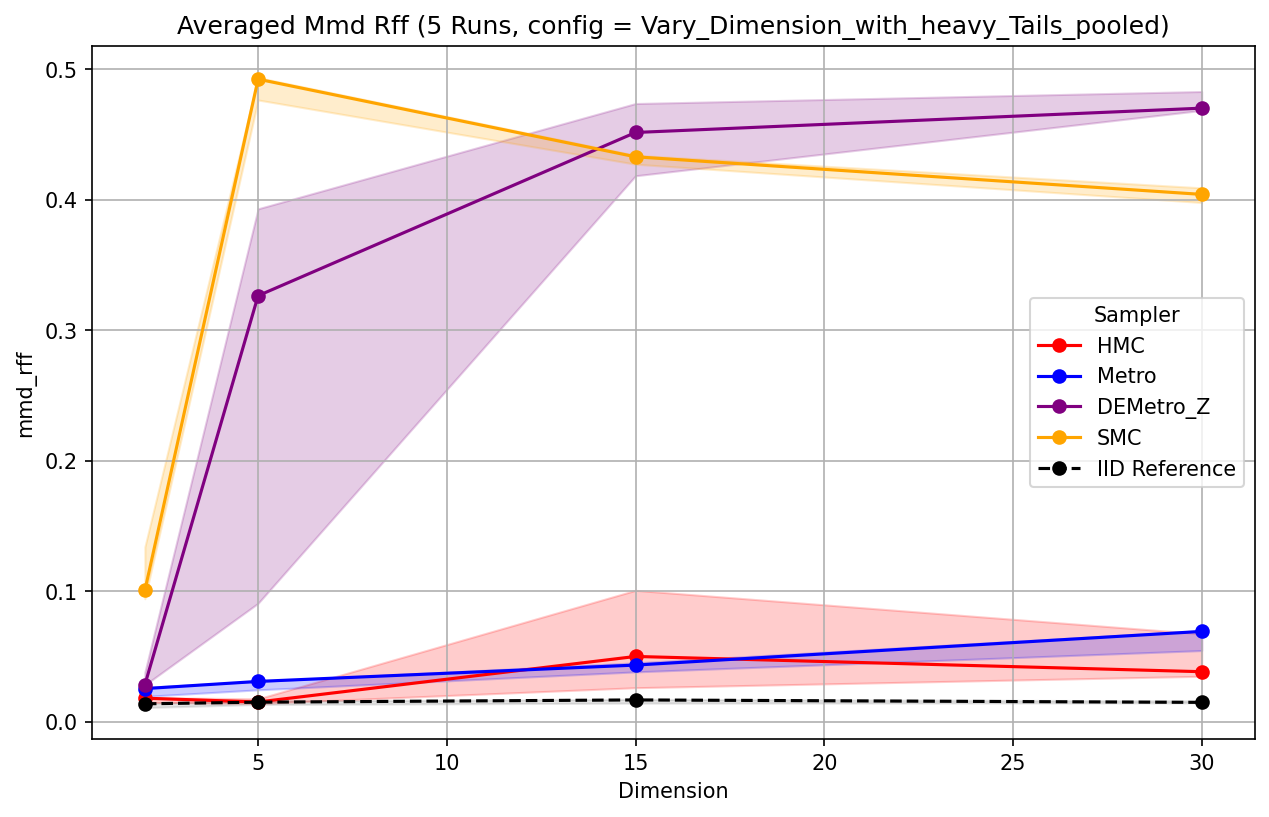 Averaged Mmd Rff (5 Runs, config = Vary_Dimension_with_heavy_Tails_pooled)
mmd_rff
0.5
0.4
0.3
0.2
0.1
0.0
5
10
15
20
25
30
Dimension
Sampler
HMC
Metro
DEMetro_Z
SMC
IID Reference